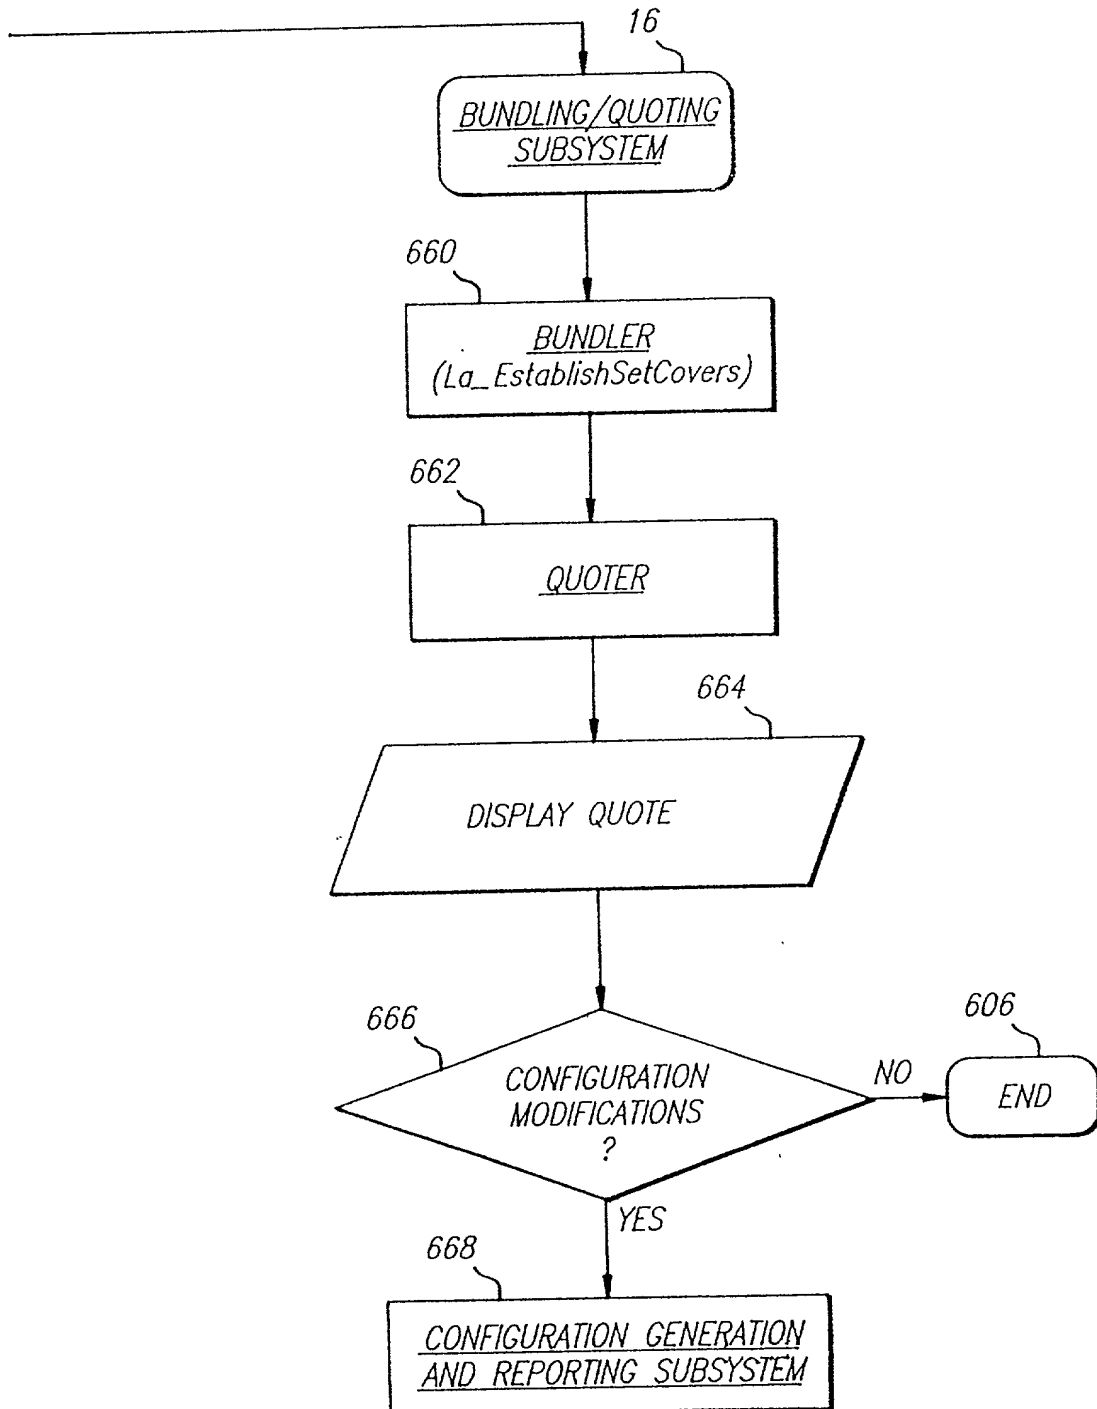 16
BUNDLING/QUOTING
SUBSYSTEM
660
BUNDLER
(La_EstablishSetCovers)
662
QUOTER
664
DISPLAY QUOTE
666
CONFIGURATION
MODIFICATIONS
?
NO
606
END
YES
668
CONFIGURATION GENERATION
AND REPORTING SUBSYSTEM